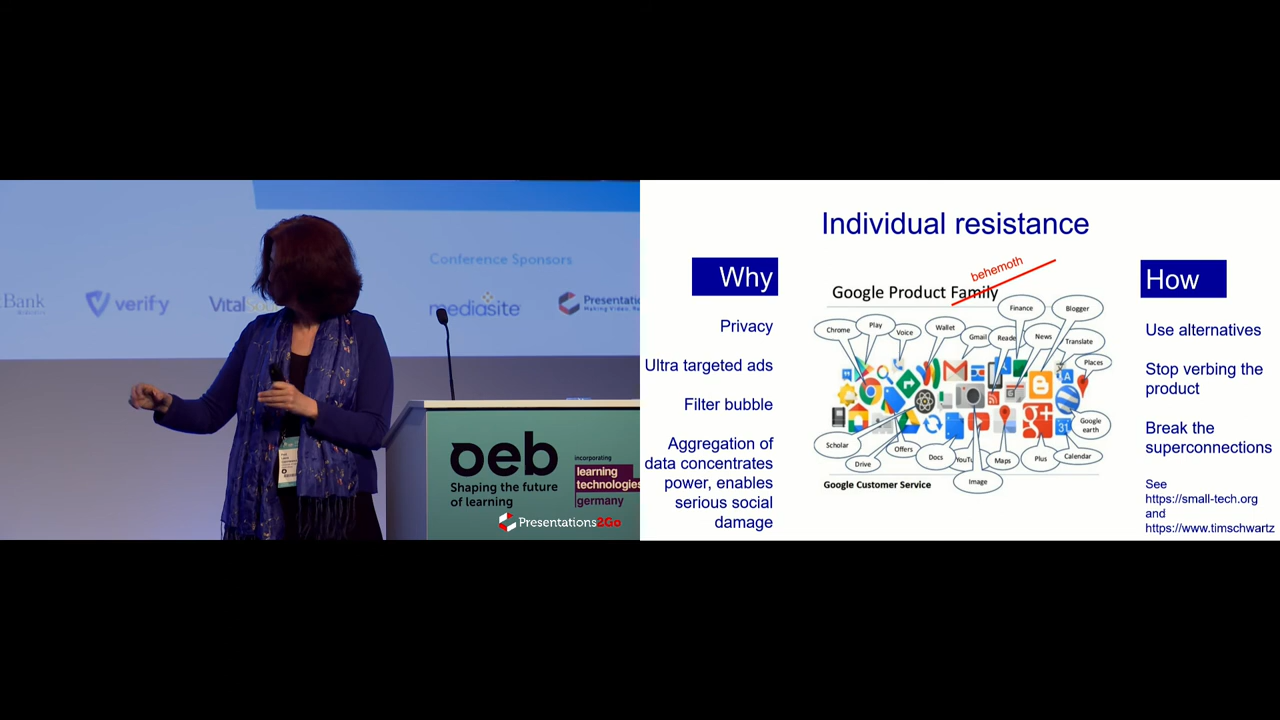 Conference Sponsors
Bank
verify
Vital
mediasite
Presentatio
oeb
Shaping the future
of learning
incorporating
learning
technologies
germany
Presentations2Go
Individual resistance
Why
Privacy
Ultra targeted ads
Filter bubble
Aggregation of
data concentrates
power, enables
serious social
damage
behemoth
Google Product Family
Chrome
Play
Voice
Wallet
Gmail
Reade
Finance
News
Blogger
Translate
Places
Google
earth
Scholar
Drive
Offers
Docs
YouTu
Image
Maps
Plus
Calendar
31
Google Customer Service
How
Use alternatives
Stop verbing the
product
Break the
superconnections
See
https://small-tech.org
and
https://www.timschwartz